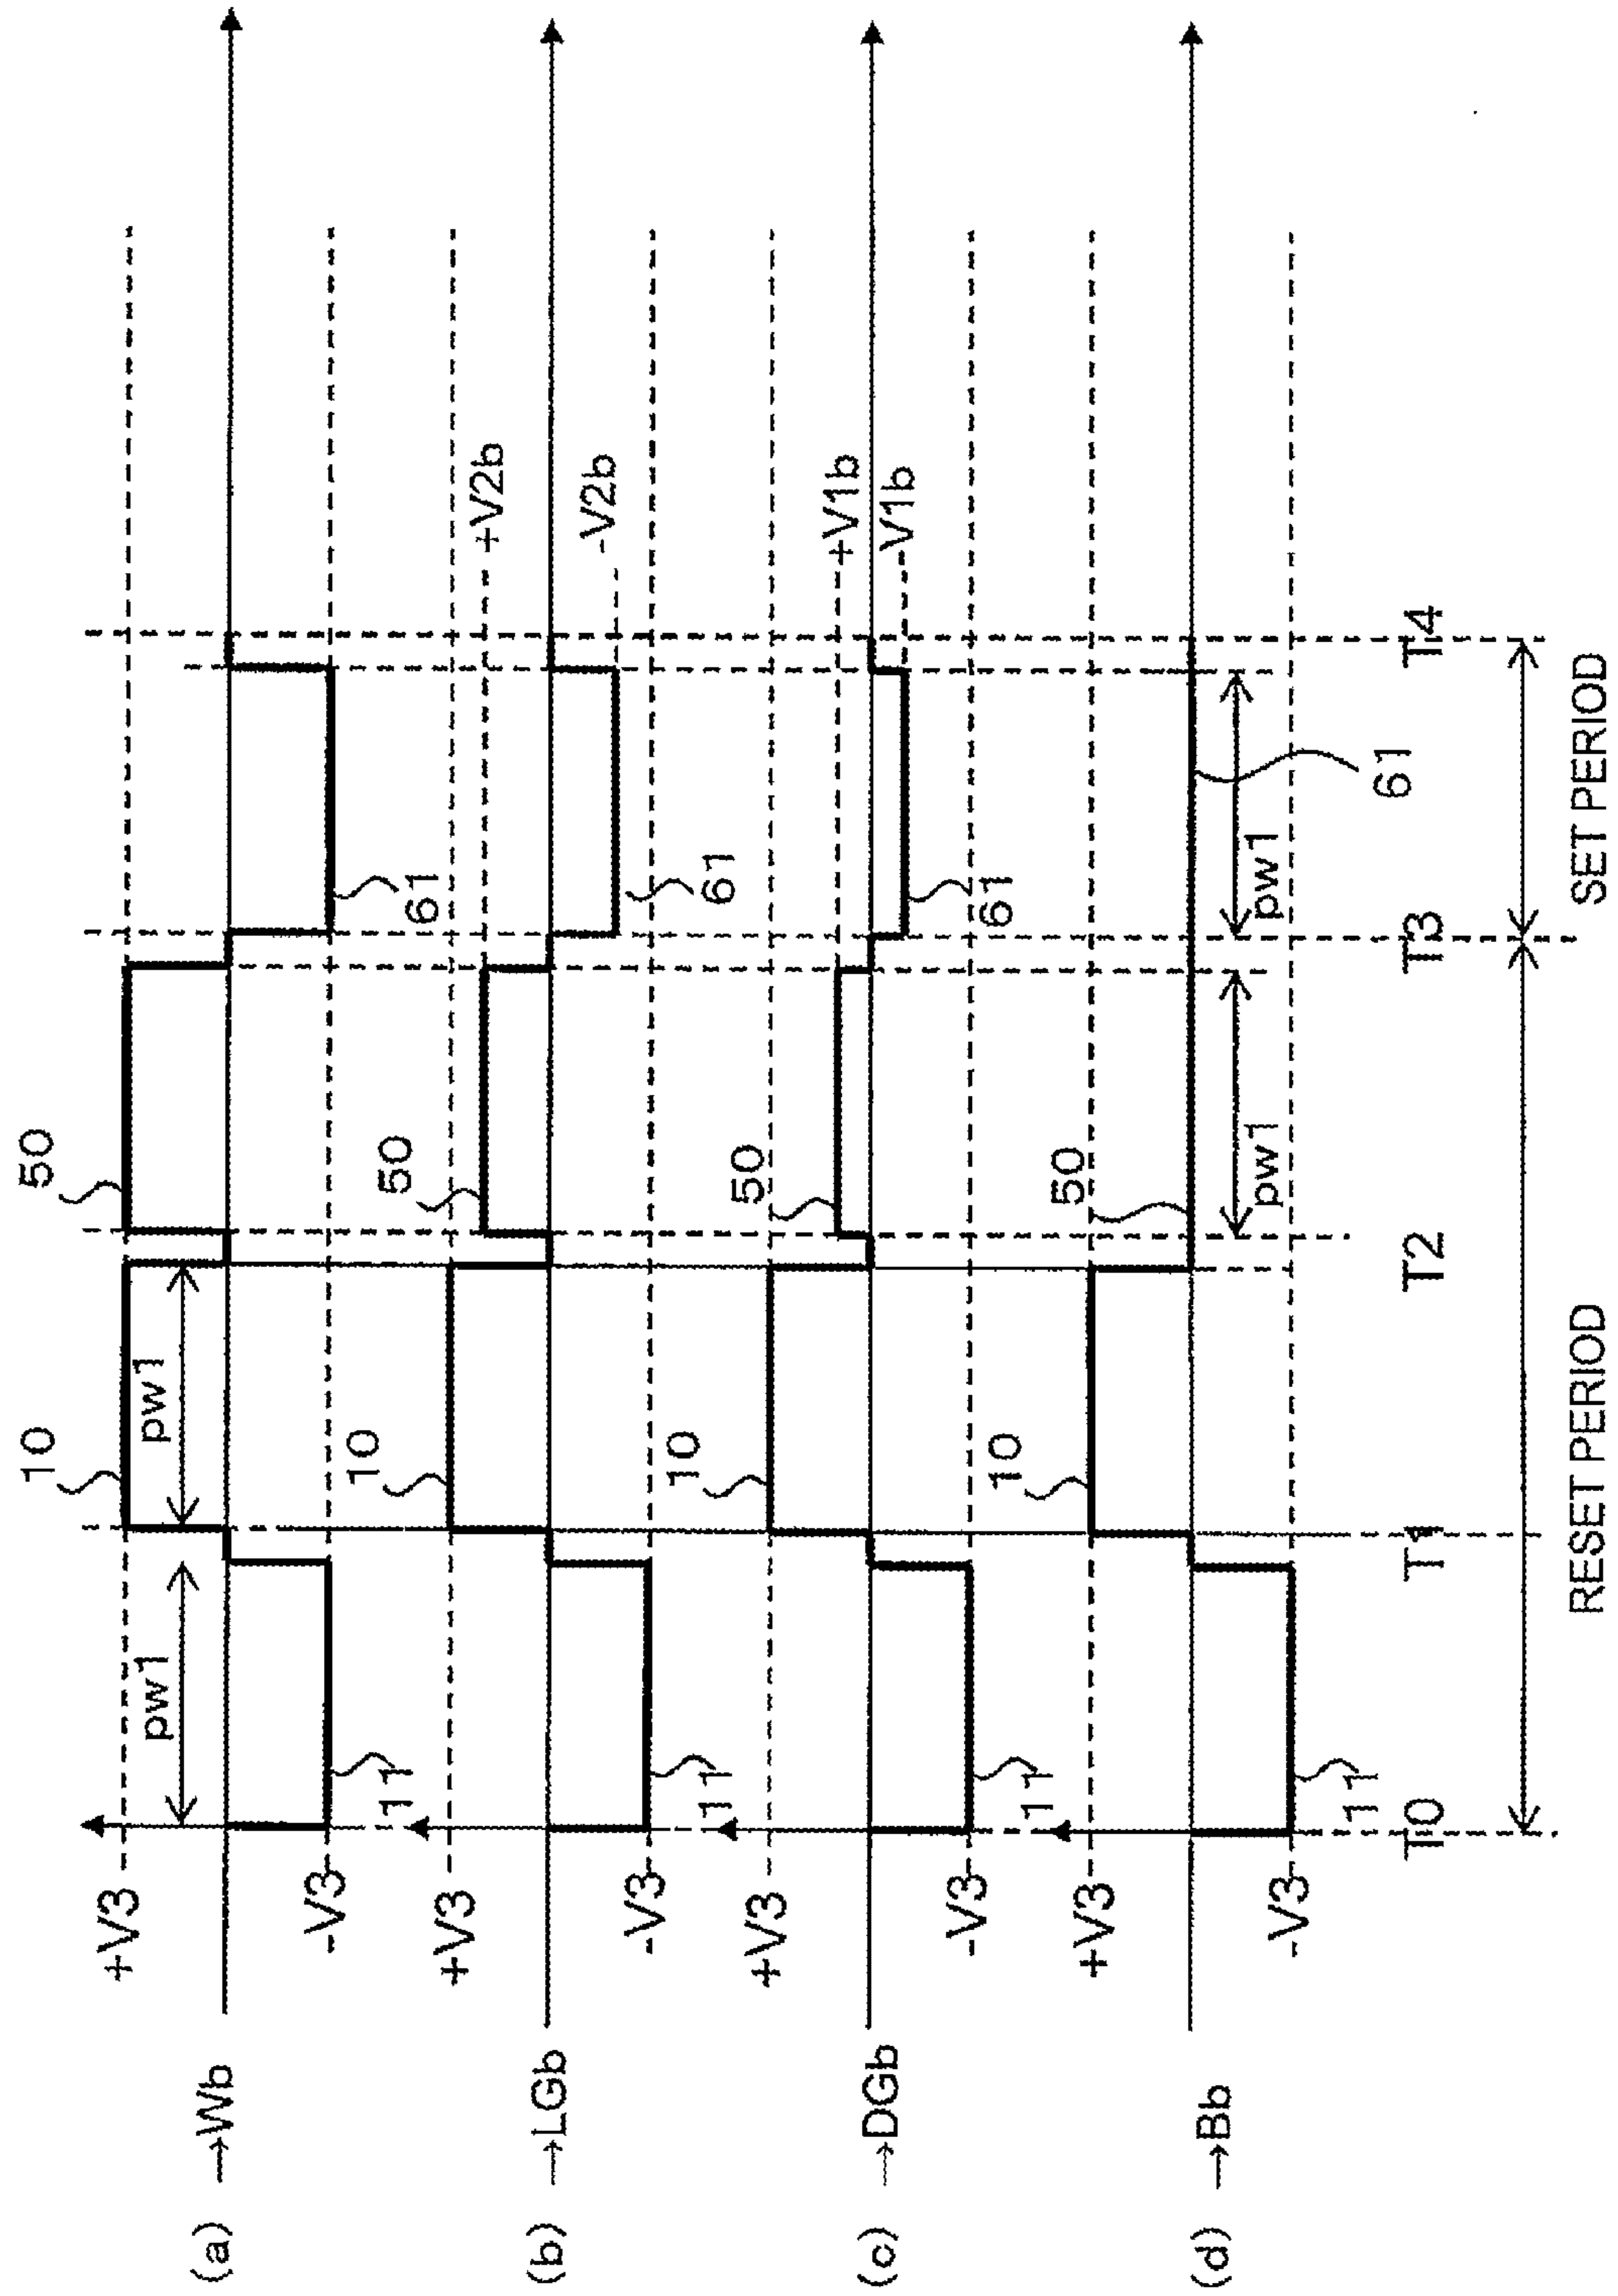 (a) →Wb
+V3
-V3
pw1
11
10
pw1
50
61
(b) →LGb
+V3
-V3
11
10
50
61
+V2b
-V2b
(c) →DGb
+V3
-V3
11
10
50
61
+V1b
-V1b
(d) →Bb
+V3
-V3
11
10
50
pw1
pw1
61
T0
T1
T2
T3
T4
RESET PERIOD
SET PERIOD